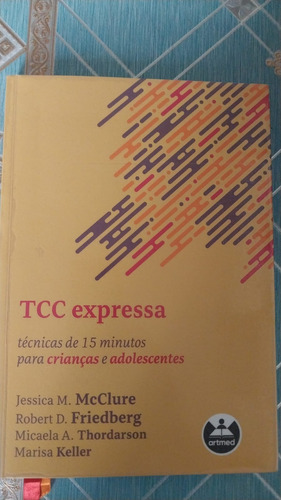 TCC expressa
técnicas de 15 minutos
para crianças e adolescentes
Jessica M. McClure
Robert D. Friedberg
Micaela A. Thordarson
Marisa Keller
artmed